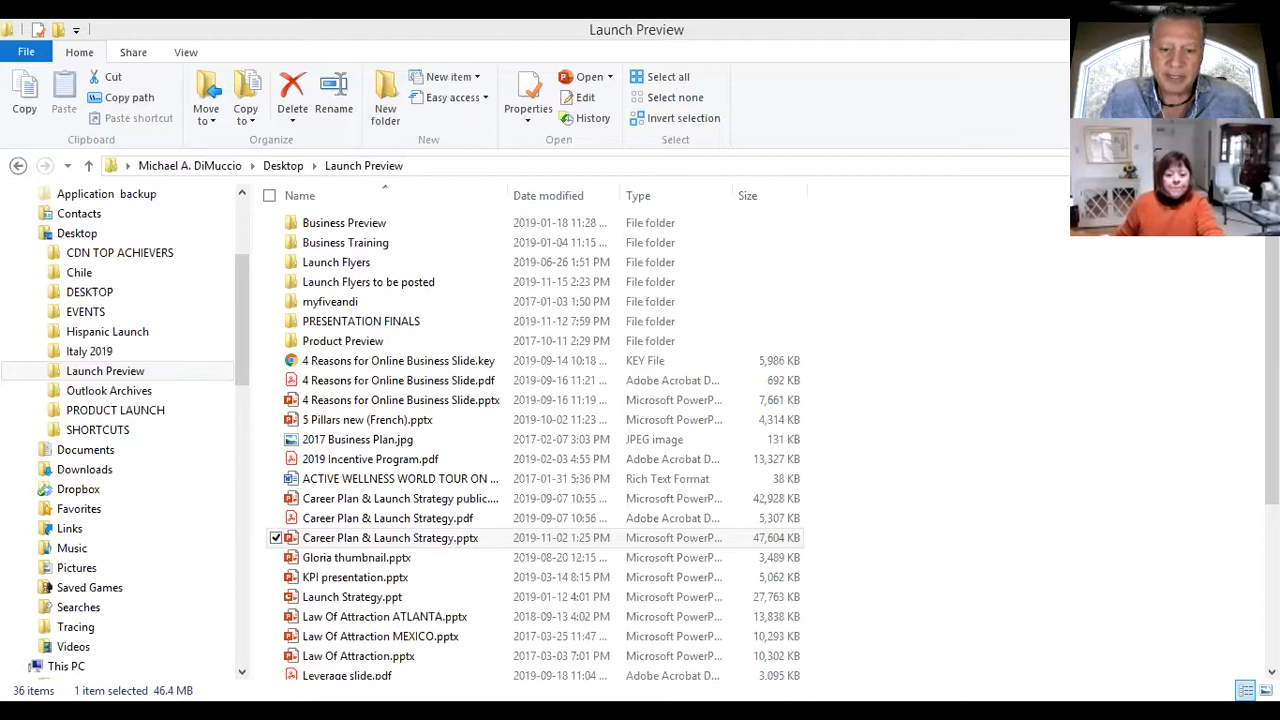 Launch Preview
File Home Share View
Copy
Paste
Cut
Copy path
Paste shortcut
Clipboard
Move to
Copy to
Delete
Rename
Organize
New folder
New item
Easy access
New
Properties
Open
Edit
History
Open
Select all
Select none
Invert selection
Select
Michael A. DiMuccio Desktop Launch Preview
Application backup
Contacts
Desktop
CDN TOP ACHIEVERS
Chile
DESKTOP
EVENTS
Hispanic Launch
Italy 2019
Launch Preview
Outlook Archives
PRODUCT LAUNCH
SHORTCUTS
Documents
Downloads
Dropbox
Favorites
Links
Music
Pictures
Saved Games
Searches
Tracing
Videos
This PC
Name Date modified Type Size
Business Preview 2019-01-18 11:28 ... File folder
Business Training 2019-01-04 11:15 ... File folder
Launch Flyers 2019-06-26 1:51 PM File folder
Launch Flyers to be posted 2019-11-15 2:23 PM File folder
myfiveandi 2017-01-03 1:50 PM File folder
PRESENTATION FINALS 2019-11-12 7:59 PM File folder
Product Preview 2017-10-11 2:29 PM File folder
4 Reasons for Online Business Slide.key 2019-09-14 10:18 ... KEY File 5,986 KB
4 Reasons for Online Business Slide.pdf 2019-09-16 11:21 ... Adobe Acrobat D... 692 KB
4 Reasons for Online Business Slide.pptx 2019-09-16 11:19 ... Microsoft PowerP... 7,661 KB
5 Pillars new (French).pptx 2019-10-02 11:23 ... Microsoft PowerP... 4,314 KB
2017 Business Plan.jpg 2017-02-07 3:03 PM JPEG image 131 KB
2019 Incentive Program.pdf 2019-02-03 4:55 PM Adobe Acrobat D... 13,327 KB
ACTIVE WELLNESS WORLD TOUR ON ... 2017-01-31 5:36 PM Rich Text Format 38 KB
Career Plan & Launch Strategy public.... 2019-09-07 10:55 ... Microsoft PowerP... 42,928 KB
Career Plan & Launch Strategy.pdf 2019-09-07 10:56 ... Adobe Acrobat D... 5,307 KB
Career Plan & Launch Strategy.pptx 2019-11-02 1:25 PM Microsoft PowerP... 47,604 KB
Gloria thumbnail.pptx 2019-08-20 12:15 ... Microsoft PowerP... 3,489 KB
KPI presentation.pptx 2019-03-14 8:15 PM Microsoft PowerP... 5,062 KB
Launch Strategy.ppt 2019-01-12 4:01 PM Microsoft PowerP... 27,763 KB
Law Of Attraction ATLANTA.pptx 2018-09-13 4:02 PM Microsoft PowerP... 13,838 KB
Law Of Attraction MEXICO.pptx 2017-03-25 11:47 ... Microsoft PowerP... 10,293 KB
Law Of Attraction.pptx 2017-03-03 7:01 PM Microsoft PowerP... 10,302 KB
Leverage slide.pdf 2019-09-18 11:04 ... Adobe Acrobat D... 3,095 KB
36 items 1 item selected 46.4 MB